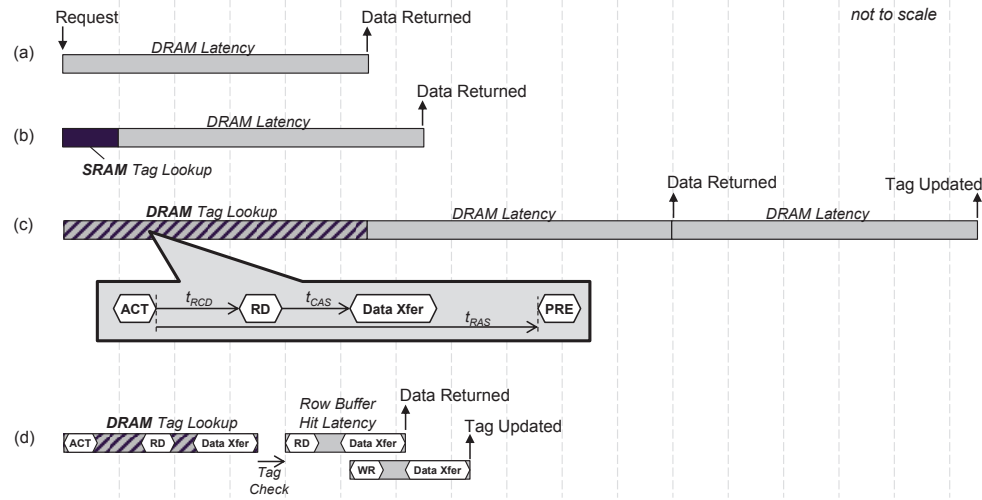 Request
Data Returned
not to scale
(a)
DRAM Latency
Data Returned
(b)
DRAM Latency
SRAM Tag Lookup
Data Returned
Tag Updated
(c)
DRAM Tag Lookup
DRAM Latency
DRAM Latency
ACT
tRCD
RD
tCAS
Data Xfer
tRAS
PRE
Data Returned
Row Buffer
Hit Latency
DRAM Tag Lookup
Tag Updated
(d)
ACT
RD
Data Xfer
RD
Data Xfer
Tag
Check
WR
Data Xfer